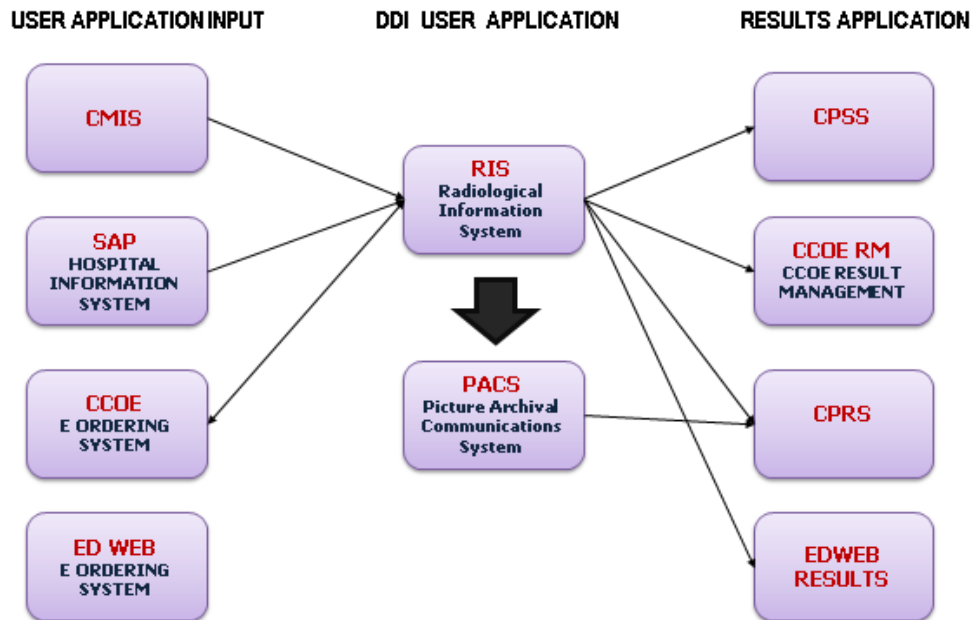 USER APPLICATION INPUT
DDI USER APPLICATION
RESULTS APPLICATION
CMIS
SAP
HOSPITAL
INFORMATION
SYSTEM
CCOE
E ORDERING
SYSTEM
ED WEB
E ORDERING
SYSTEM
RIS
Radiological
Information
System
PACS
Picture Archival
Communications
System
CPSS
CCOE RM
CCOE RESULT
MANAGEMENT
CPRS
EDWEB
RESULTS